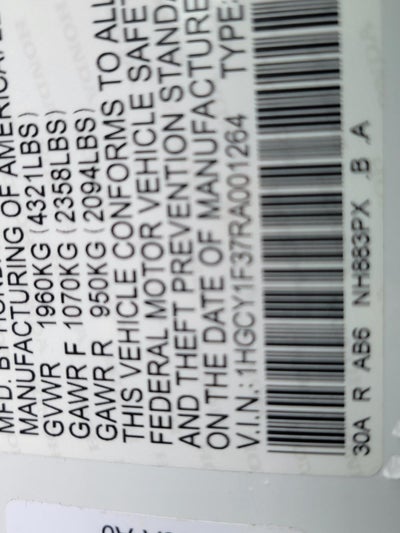 MFD. BY HONDA
MANUFACTURING OF AMERICA,
GVWR 1960KG (4321LBS)
GAWR F 1070KG (2358LBS)
GAWR R 950KG (2094LBS)
THIS VEHICLE CONFORMS TO ALL
FEDERAL MOTOR VEHICLE SAFE
AND THEFT PREVENTION STAND
ON THE DATE OF MANUFACTURE
V.I.N.:1HGCY1F37RA001264 TYPE:
30A R AB6 NH883PX B A